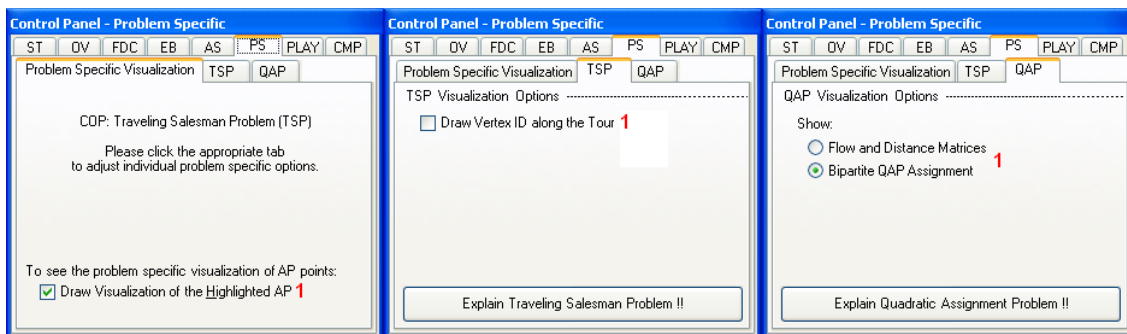 Control Panel - Problem Specific
ST OV FDC EB AS PS PLAY CMP
Problem Specific Visualization TSP QAP
COP: Traveling Salesman Problem (TSP)
Please click the appropriate tab
to adjust individual problem specific options.
To see the problem specific visualization of AP points:
Draw Visualization of the Highlighted AP 1
Control Panel - Problem Specific
ST OV FDC EB AS PS PLAY CMP
Problem Specific Visualization TSP QAP
TSP Visualization Options
Draw Vertex ID along the Tour 1
Explain Traveling Salesman Problem !!
Control Panel - Problem Specific
ST OV FDC EB AS PS PLAY CMP
Problem Specific Visualization TSP QAP
QAP Visualization Options
Show:
Flow and Distance Matrices
1
Bipartite QAP Assignment
Explain Quadratic Assignment Problem !!